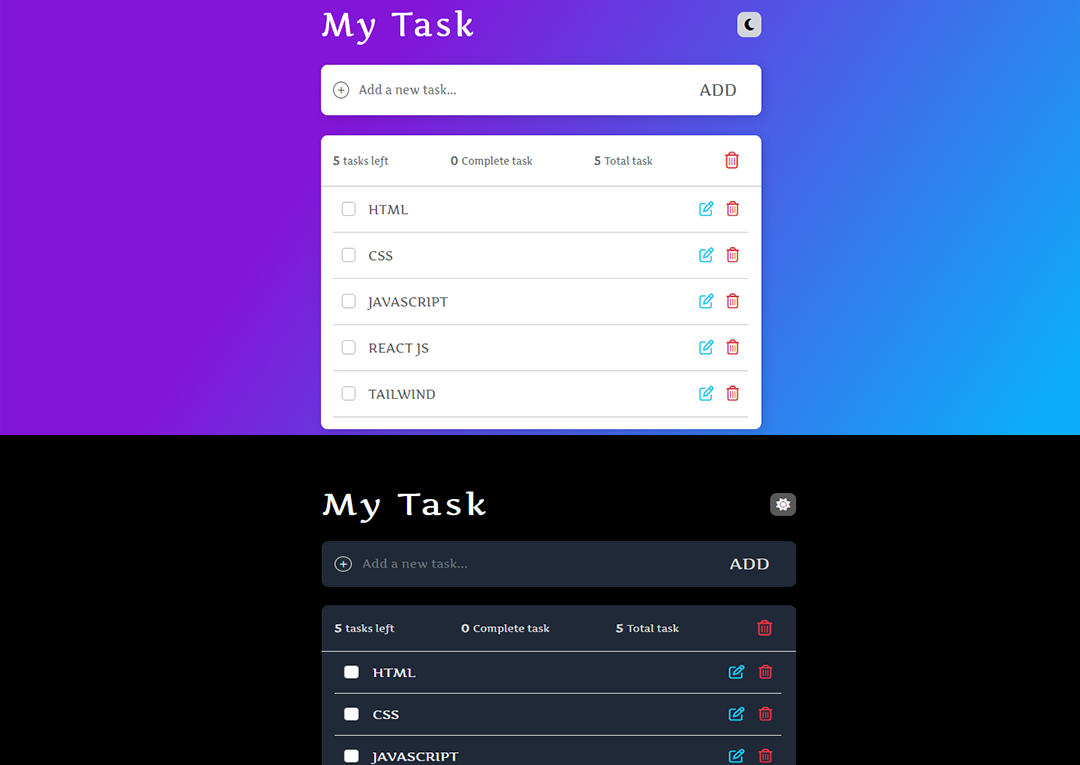 My Task
Add a new task... ADD
5 tasks left 0 Complete task 5 Total task
HTML
CSS
JAVASCRIPT
REACT JS
TAILWIND
My Task
Add a new task... ADD
5 tasks left 0 Complete task 5 Total task
HTML
CSS
JAVASCRIPT